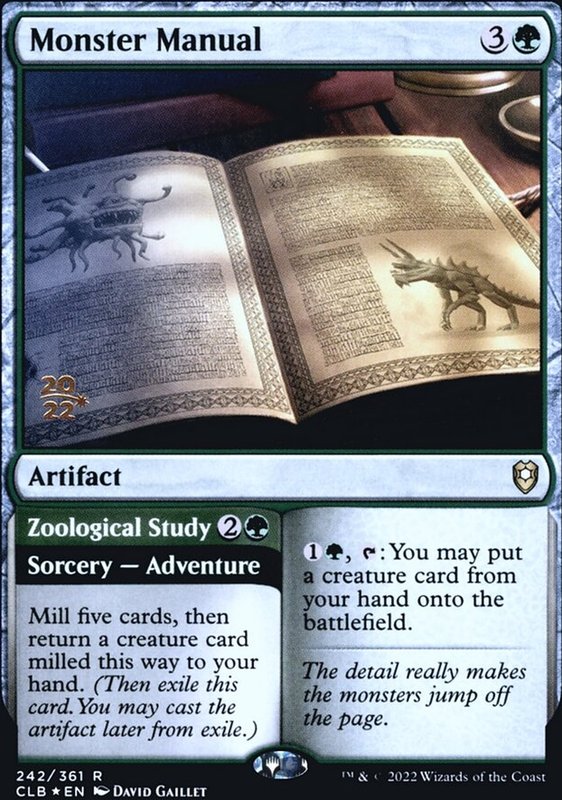 Monster Manual 3
20
22*
Artifact
Zoological Study 2
Sorcery — Adventure
Mill five cards, then
return a creature card
milled this way to your
hand. (Then exile this
card. You may cast the
artifact later from exile.)
1, : You may put
a creature card from
your hand onto the
battlefield.
The detail really makes
the monsters jump off
the page.
242/361 R
CLB ★ EN David Gaillet
™ & © 2022 Wizards of the Coast